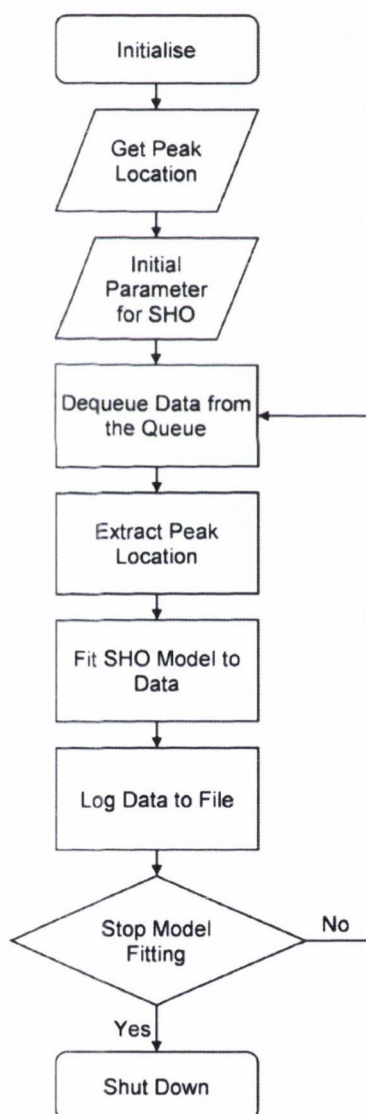 Initialise
Get Peak
Location
Initial
Parameter
for SHO
Dequeue Data from
the Queue
Extract Peak
Location
Fit SHO Model to
Data
Log Data to File
Stop Model
Fitting
No
Yes
Shut Down